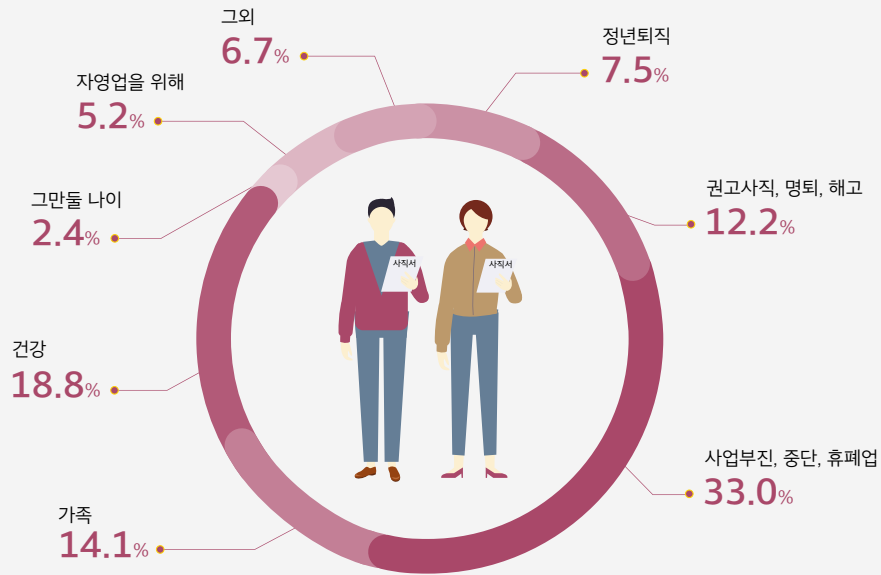 그외
6.7%
정년퇴직
7.5%
자영업을 위해
5.2%
그만둘 나이
2.4%
권고사직, 명퇴, 해고
12.2%
사직서
사직서
건강
18.8%
사업부진, 중단, 휴폐업
33.0%
가족
14.1%